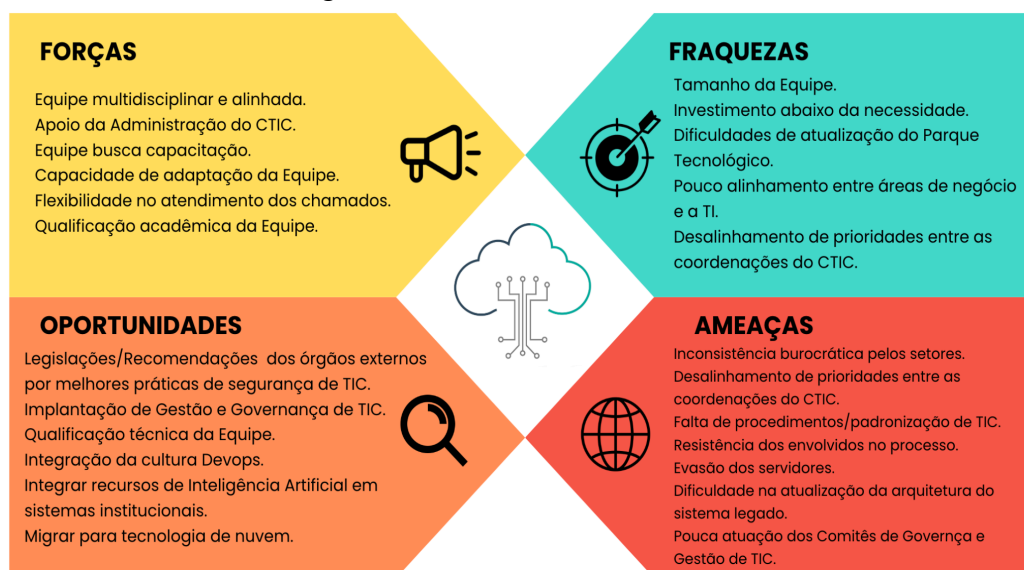 FORÇAS
Equipe multidisciplinar e alinhada.
Apoio da Administração do CTIC.
Equipe busca capacitação.
Capacidade de adaptação da Equipe.
Flexibilidade no atendimento dos chamados.
Qualificação acadêmica da Equipe.
FRAQUEZAS
Tamanho da Equipe.
Investimento abaixo da necessidade.
Dificuldades de atualização do Parque
Tecnológico.
Pouco alinhamento entre áreas de negócio
e a TI.
Desalinhamento de prioridades entre as
coordenações do CTIC.
OPORTUNIDADES
Legislações/Recomendações dos órgãos externos
por melhores práticas de segurança de TIC.
Implantação de Gestão e Governança de TIC.
Qualificação técnica da Equipe.
Integração da cultura Devops.
Integrar recursos de Inteligência Artificial em
sistemas institucionais.
Migrar para tecnologia de nuvem.
AMEAÇAS
Inconsistência burocrática pelos setores.
Desalinhamento de prioridades entre as
coordenações do CTIC.
Falta de procedimentos/padronização de TIC.
Resistência dos envolvidos no processo.
Evasão dos servidores.
Dificuldade na atualização da arquitetura do
sistema legado.
Pouca atuação dos Comitês de Governça e
Gestão de TIC.